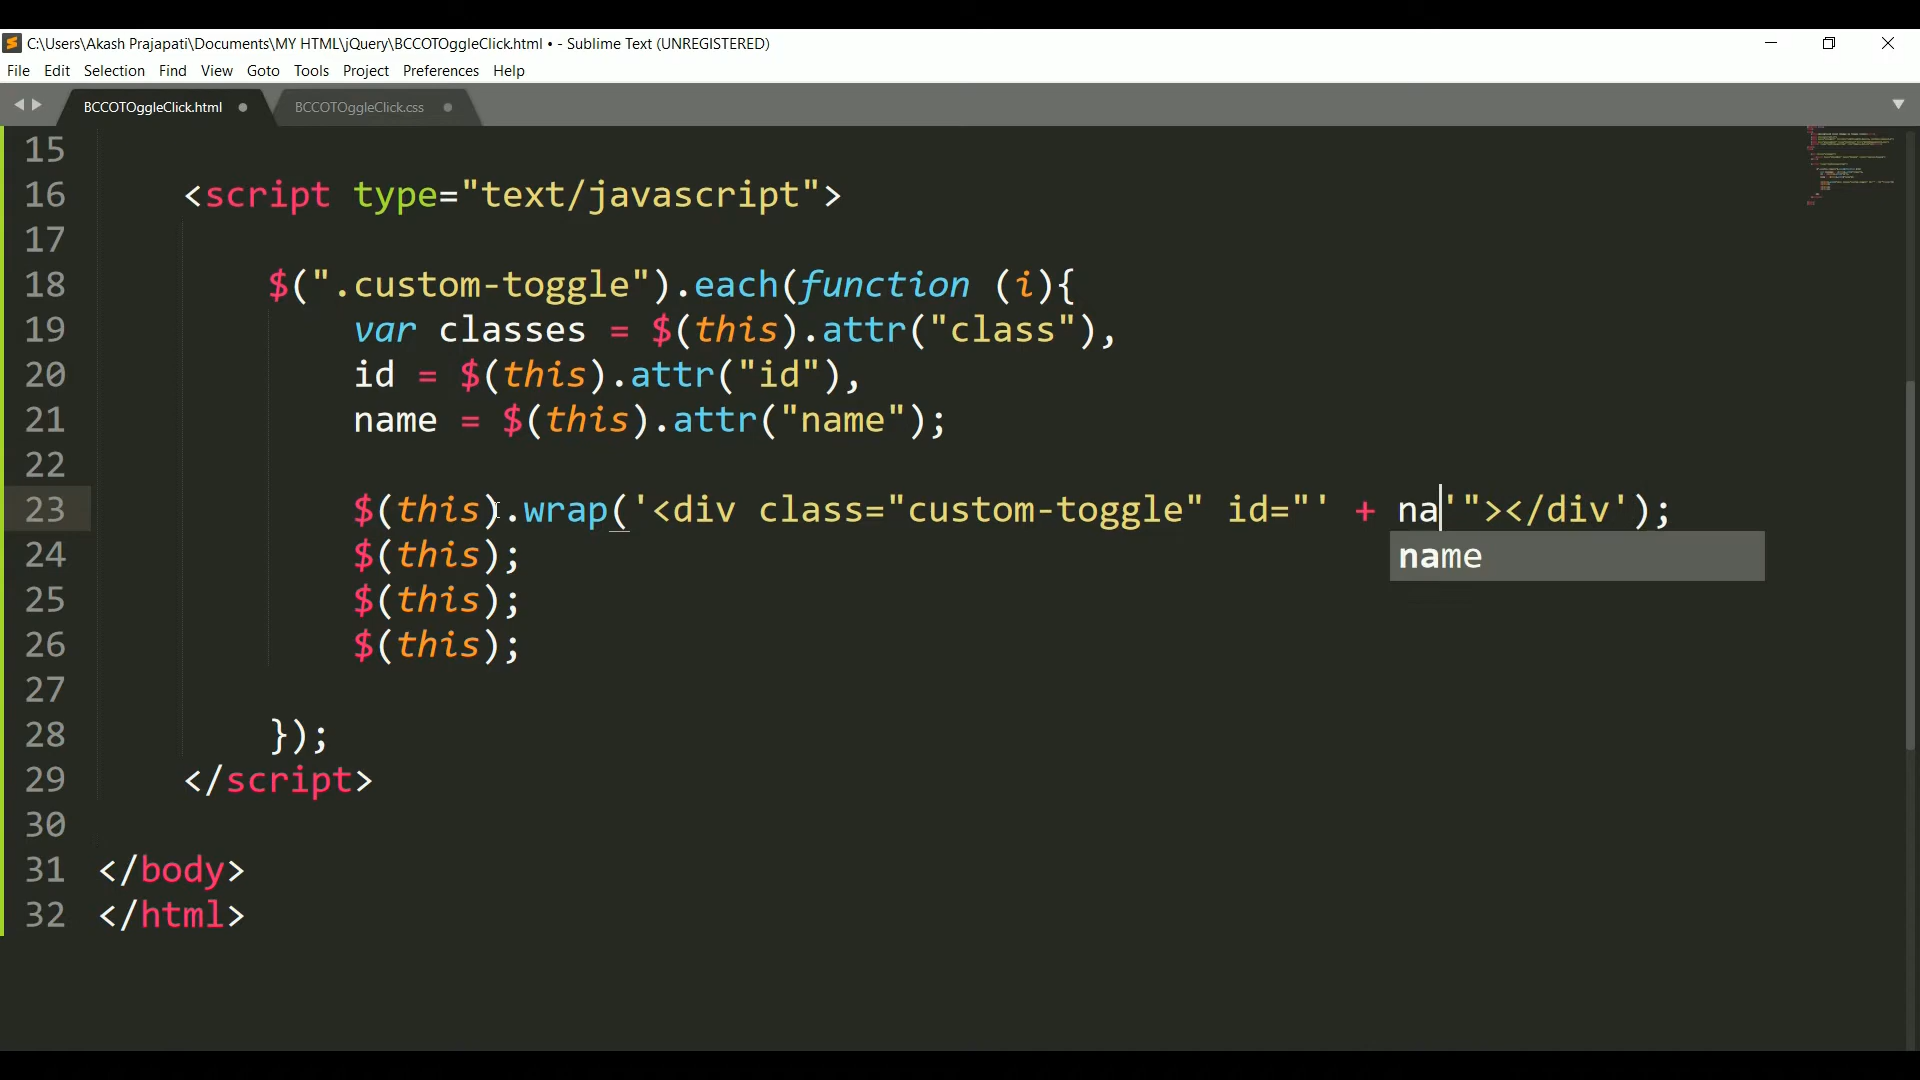 C:\Users\Akash Prajapati\Documents\MY HTML\jQuery\BCCOTOggleClick.html • - Sublime Text (UNREGISTERED)
File Edit Selection Find View Goto Tools Project Preferences Help
BCCOTOggleClick.html BCCOTOggleClick.css
15
16 <script type="text/javascript">
17
18 $(".custom-toggle").each(function (i){
19 var classes = $(this).attr("class"),
20 id = $(this).attr("id"),
21 name = $(this).attr("name");
22
23 $(this).wrap('<div class="custom-toggle" id="' + na'"></div');
name
24 $(this);
25 $(this);
26 $(this);
27
28 });
29 </script>
30
31 </body>
32 </html>